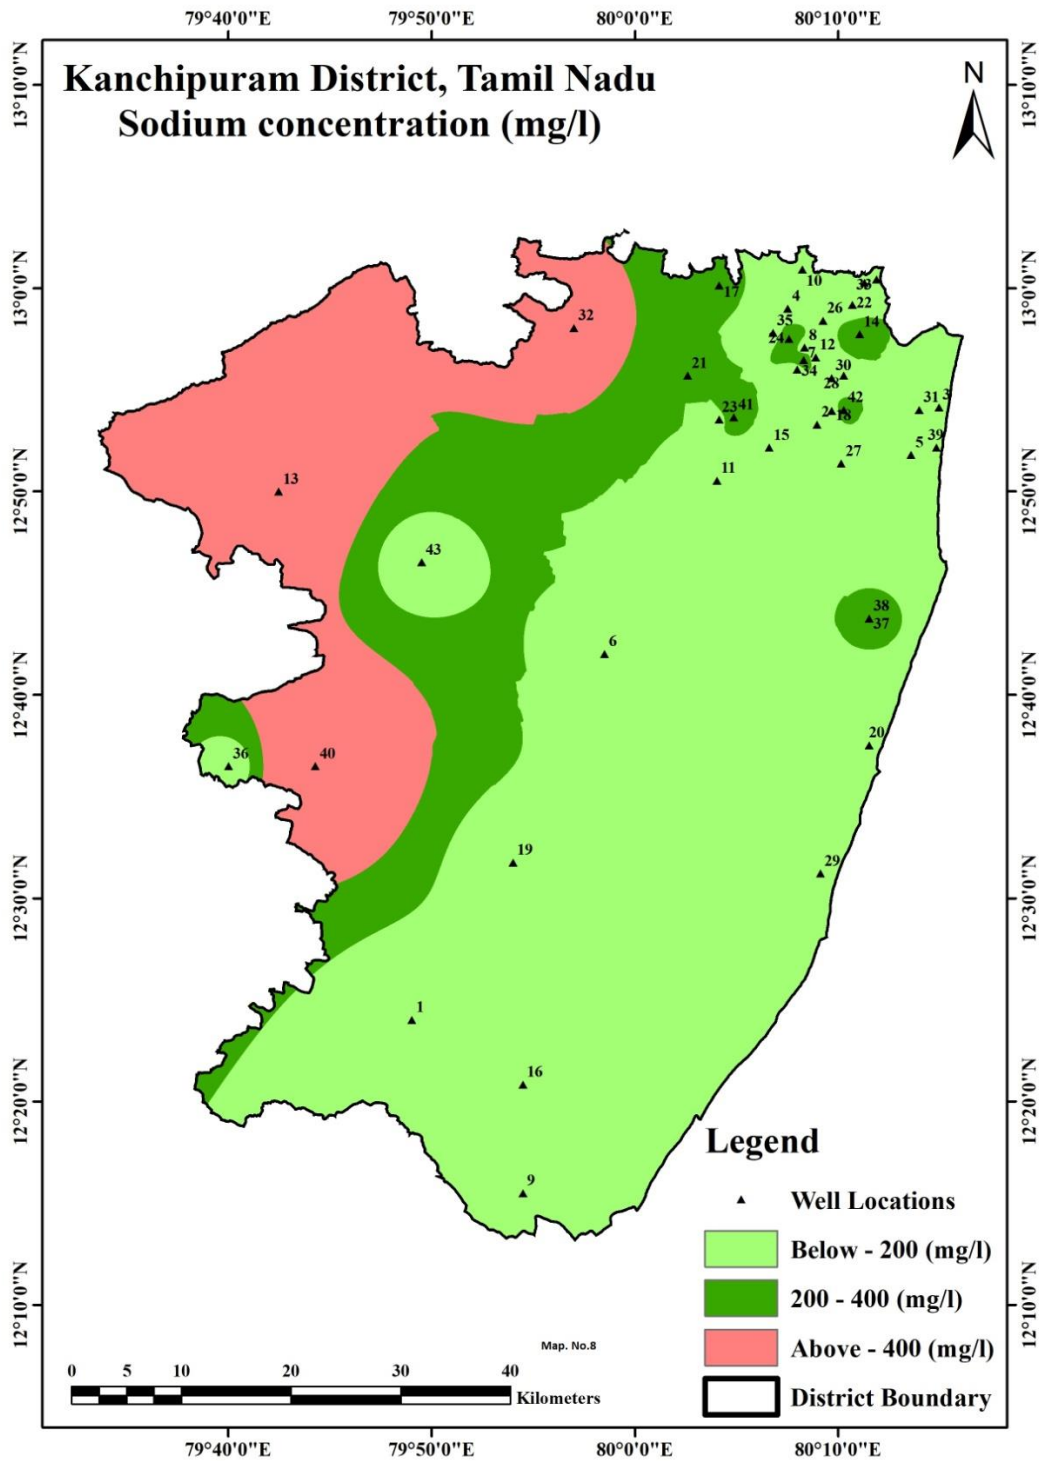 79°40'0"E 79°50'0"E 80°00'0"E 80°10'0"E
Kanchipuram District, Tamil Nadu
Sodium concentration (mg/l)
N
13°10'0"N 13°10'0"N
13°0'0"N 13°0'0"N
10
33
17
4
22
32
26
14
35
8
24
12
7
21
34
30
28
42
31
3
23
41
2
18
15
5
39
27
11
13
12°50'0"N 12°50'0"N
43
38
37
6
12°40'0"N 12°40'0"N
20
36
40
19
29
12°30'0"N 12°30'0"N
1
16
12°20'0"N 12°20'0"N
9
Legend
Well Locations
Below - 200 (mg/l)
200 - 400 (mg/l)
Above - 400 (mg/l)
District Boundary
12°10'0"N 12°10'0"N
Map. No.8
0 5 10 20 30 40
Kilometers
79°40'0"E 79°50'0"E 80°0'0"E 80°10'0"E